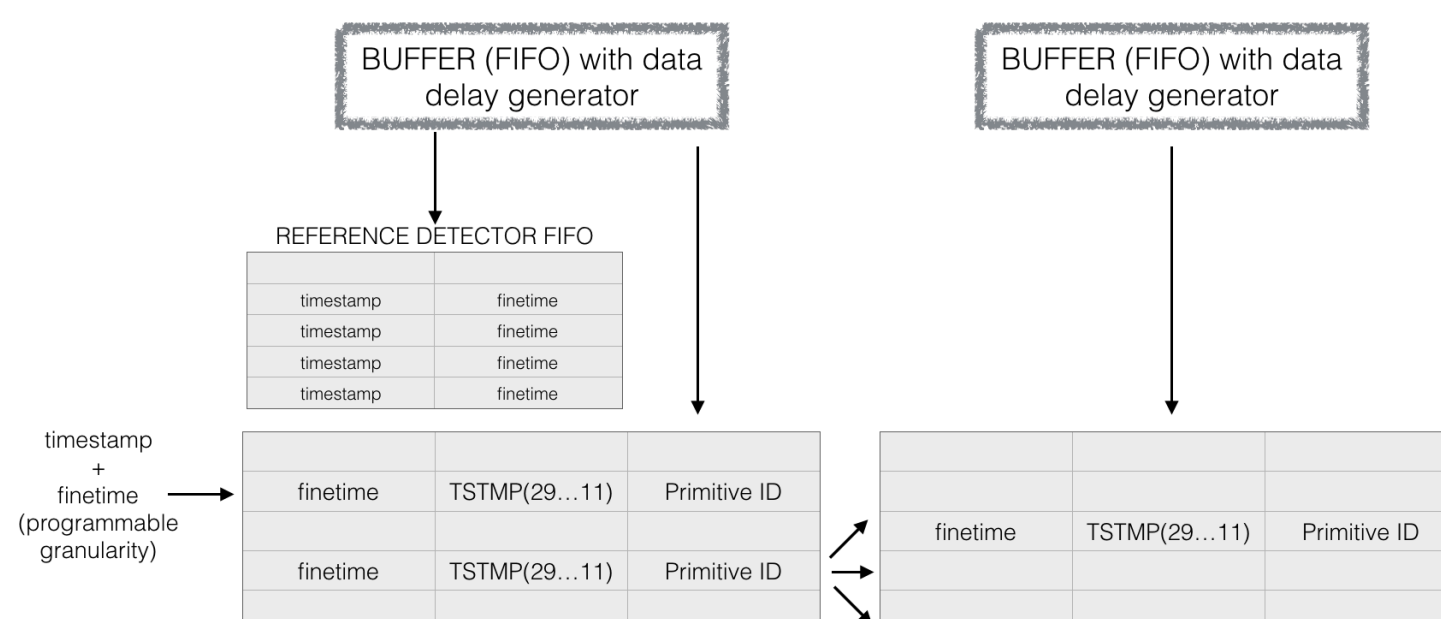 BUFFER (FIFO) with data
delay generator
BUFFER (FIFO) with data
delay generator
REFERENCE DETECTOR FIFO
timestamp finetime
timestamp finetime
timestamp finetime
timestamp finetime
timestamp
+
finetime
(programmable
granularity)
finetime TSTMP(29...11) Primitive ID
finetime TSTMP(29...11) Primitive ID
finetime TSTMP(29...11) Primitive ID